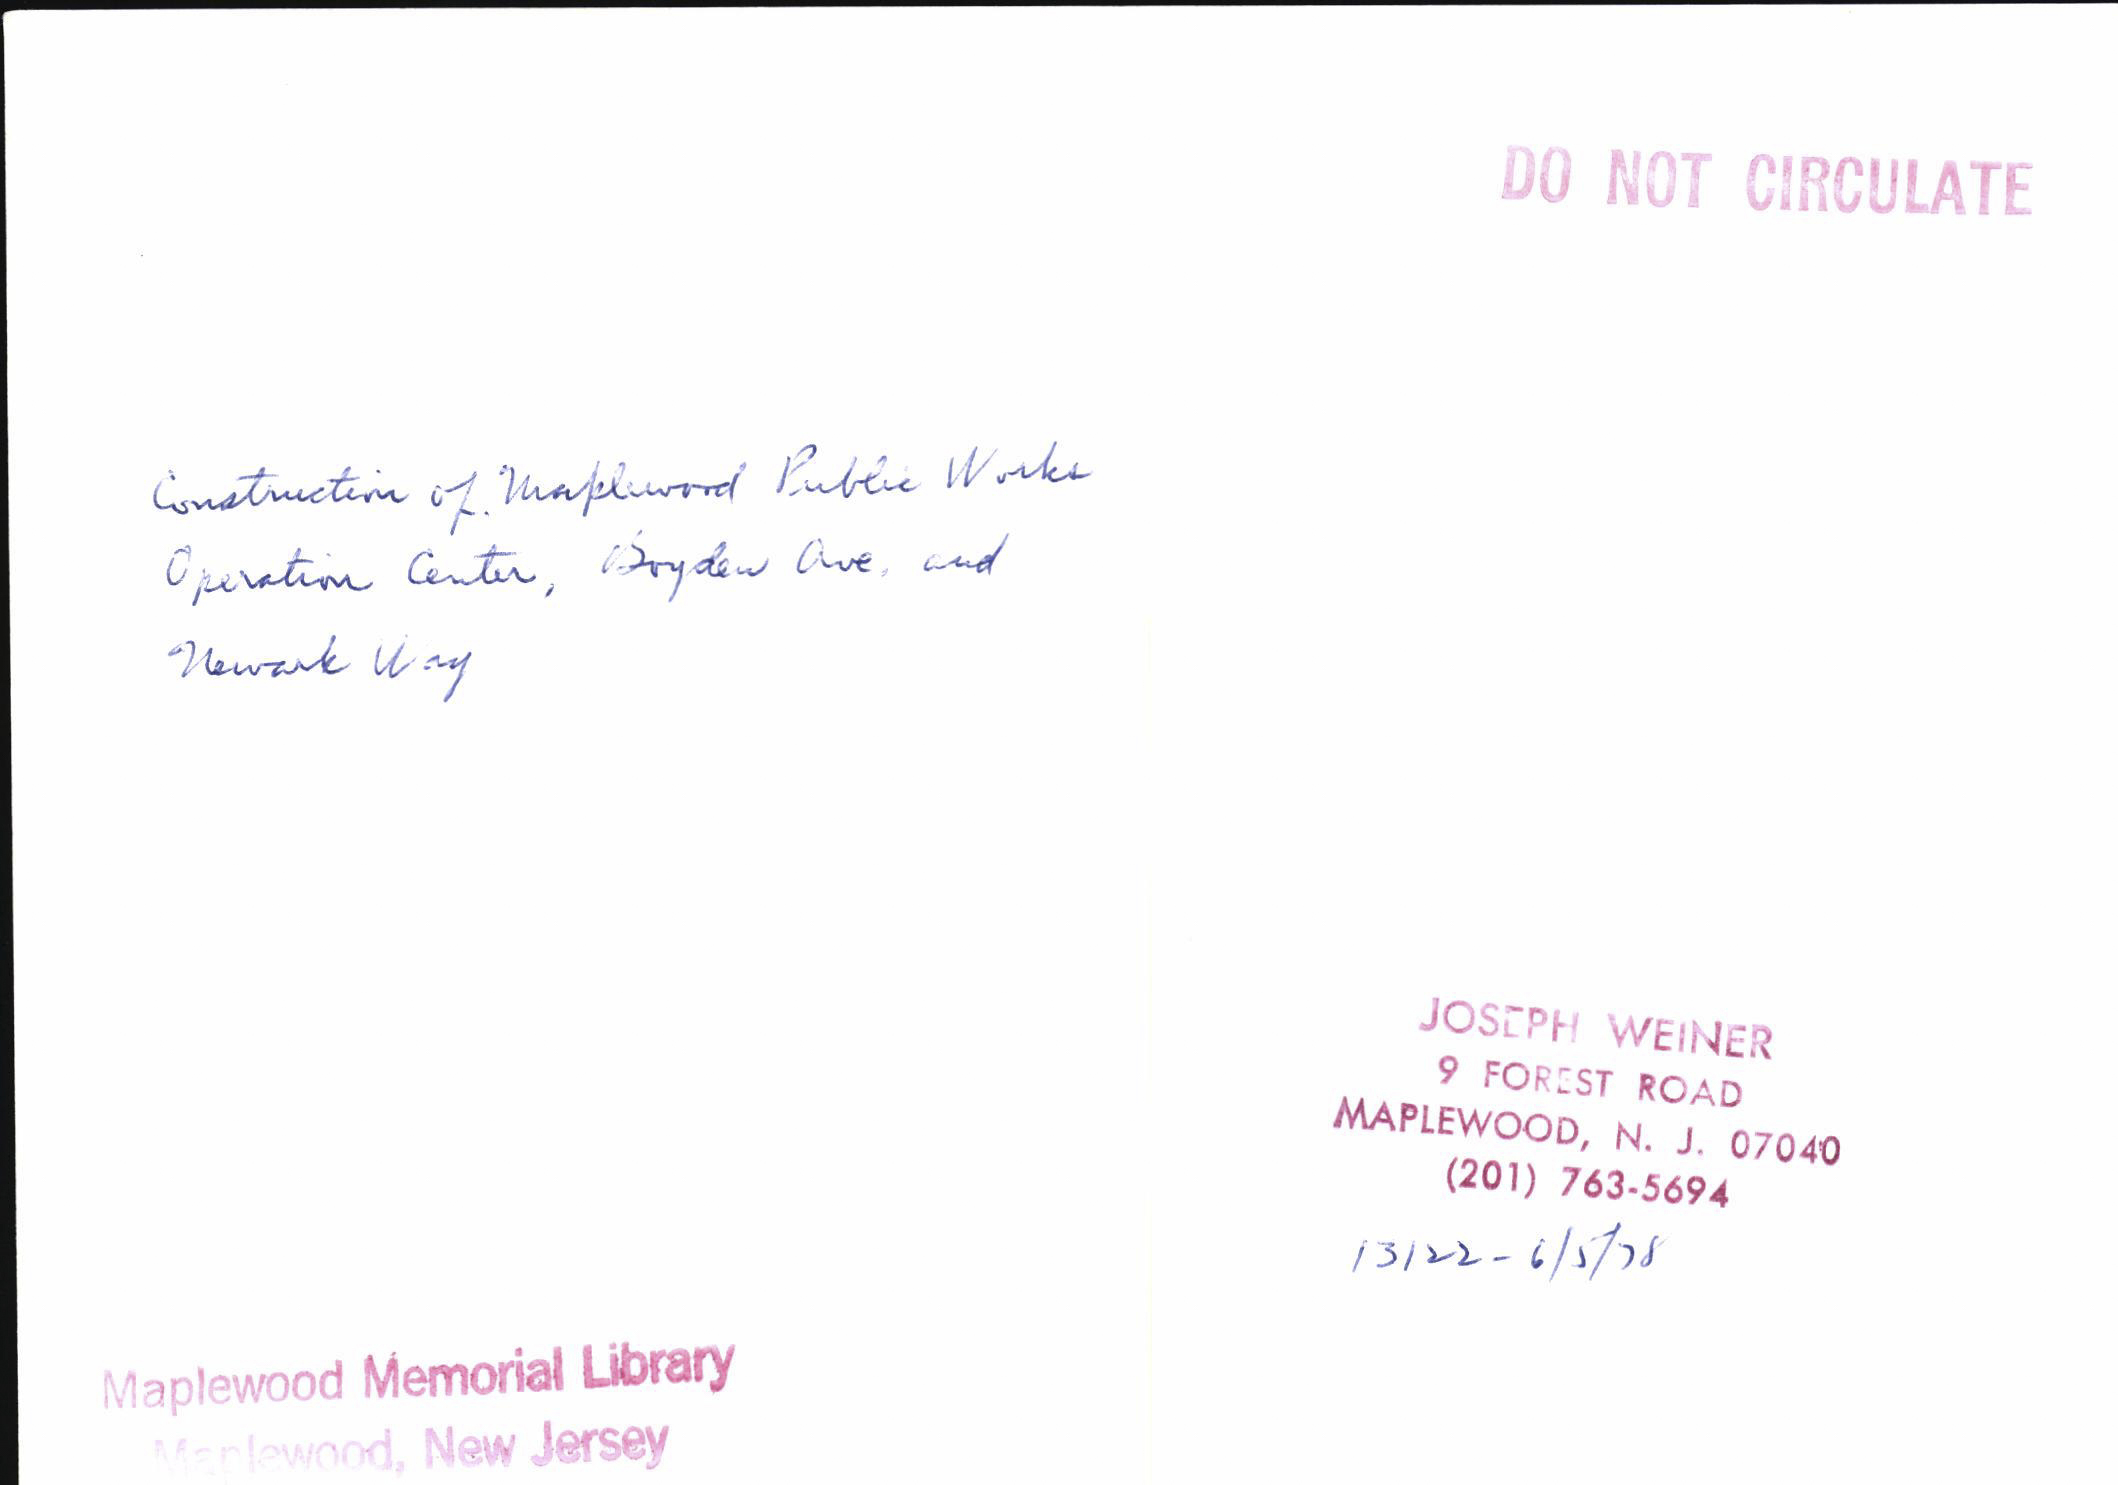 DO NOT CIRCULATE
Construction of Maplewood Public Works
Operation Center, Boyden Ave. and
Newark Way
JOSEPH WEINER
9 FOREST ROAD
MAPLEWOOD, N. J. 07040
(201) 763-5694
13122 - 6/5/78
Maplewood Memorial Library
Maplewood, New Jersey